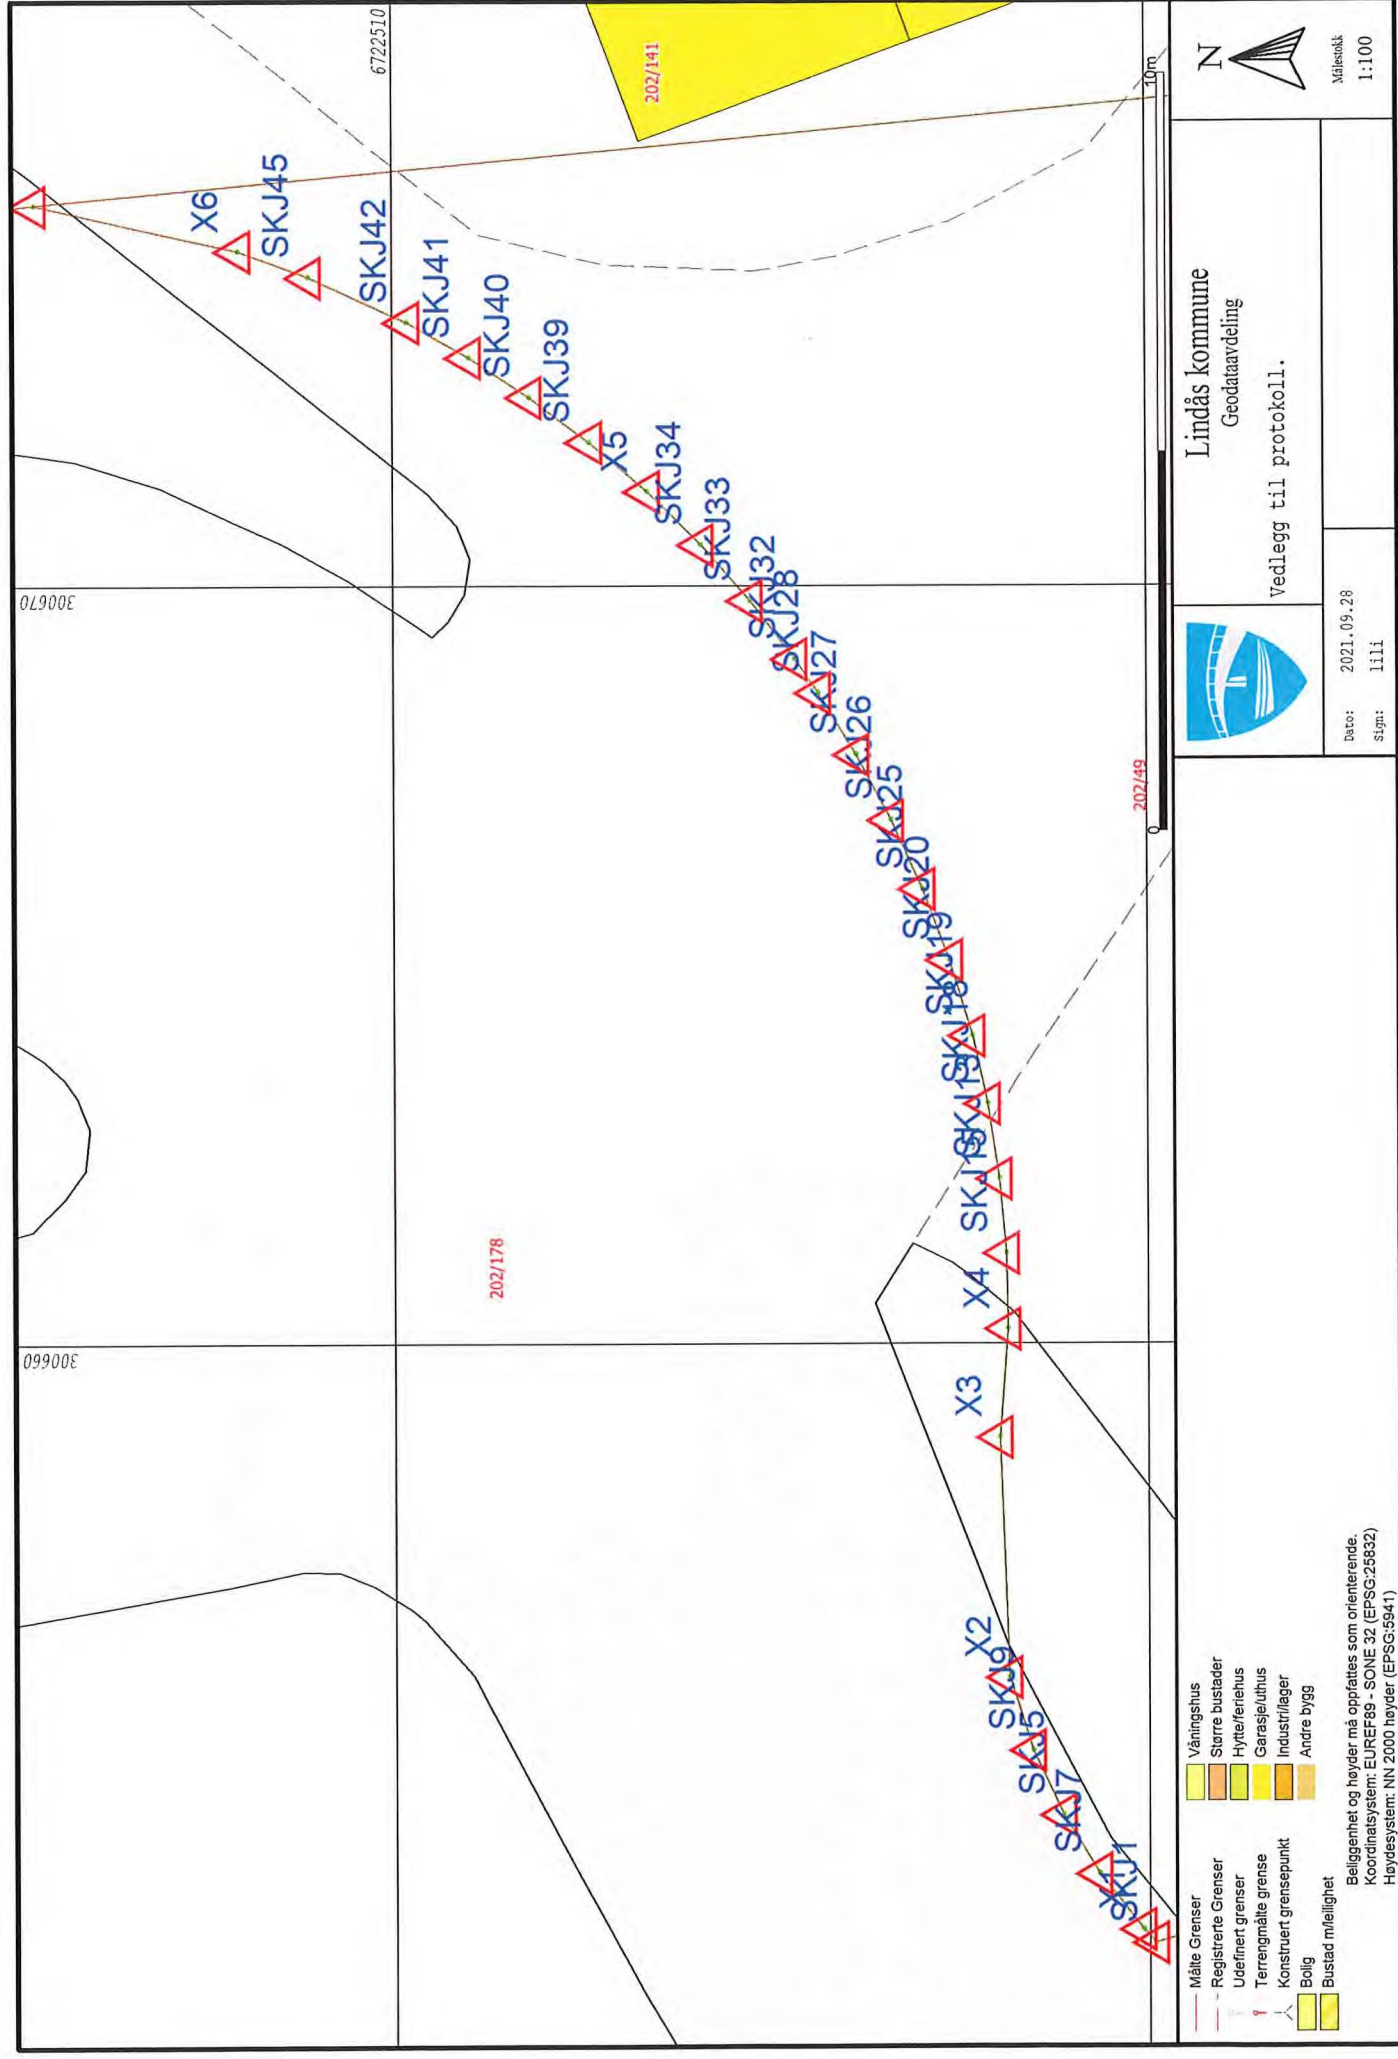 300660
300670
6722510
202/178
202/141
202/49
X6
SKJ45
SKJ42
SKJ41
SKJ40
SKJ39
X5
SKJ34
SKJ33
SKJ32
SKJ28
SKJ27
SKJ26
SKJ25
SKJ20
SKJ19
SKJ18
X4
X3
X2
SKJ9
SKJ5
SKJ7
SKJ1
0
10m
Målte Grenser
Registrerte Grenser
Udefinert grenser
Terrengmålte grense
Konstruert grensepunkt
Bolig
Bustad m/leilighet
Våningshus
Større bustader
Hytte/feriehus
Garasje/uthus
Industri/lager
Andre bygg
Beliggenhet og høyder må oppfattes som orienterende.
Koordinatsystem: EUREF89 - SONE 32 (EPSG:25832)
Høydesystem: NN 2000 høyder (EPSG:5941)
Lindås kommune
Geodataavdeling
Vedlegg til protokoll.
Dato: 2021.09.28
Sign: lili
N
Målestokk
1:100